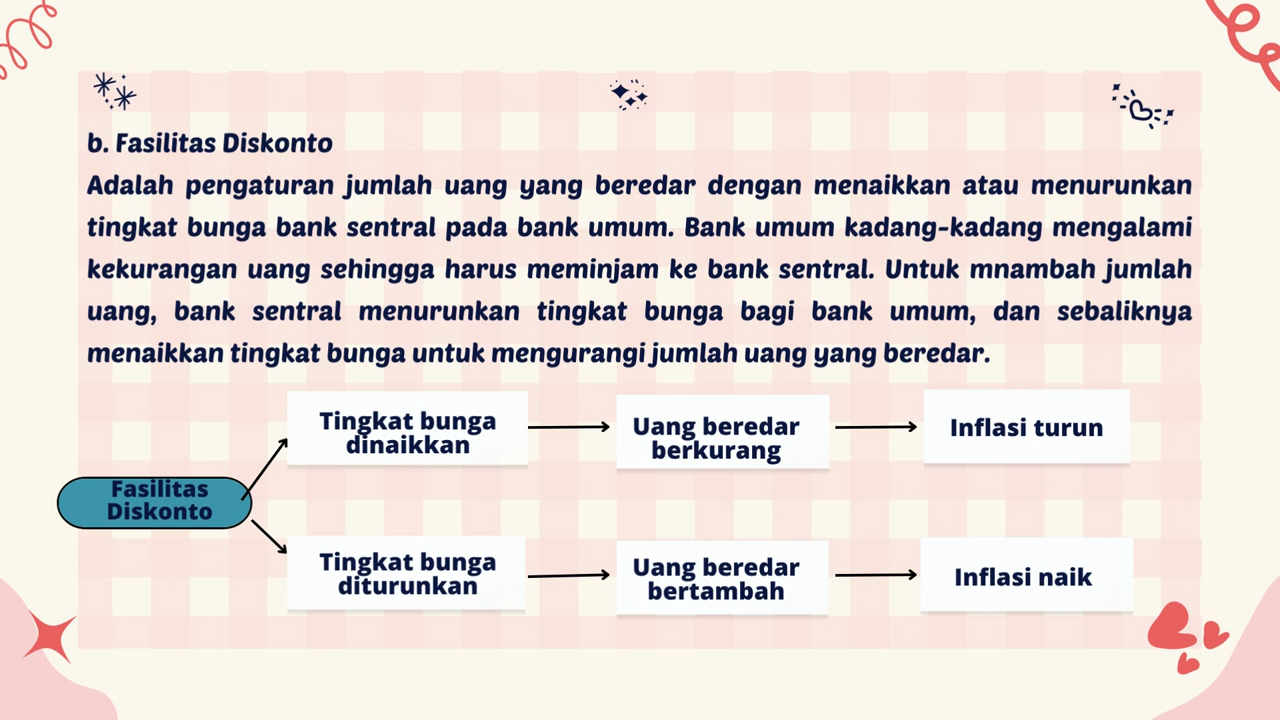 b. Fasilitas Diskonto
Adalah pengaturan jumlah uang yang beredar dengan menaikkan atau menurunkan
tingkat bunga bank sentral pada bank umum. Bank umum kadang-kadang mengalami
kekurangan uang sehingga harus meminjam ke bank sentral. Untuk mnambah jumlah
uang, bank sentral menurunkan tingkat bunga bagi bank umum, dan sebaliknya
menaikkan tingkat bunga untuk mengurangi jumlah uang yang beredar.
Fasilitas
Diskonto
Tingkat bunga
dinaikkan
Uang beredar
berkurang
Inflasi turun
Tingkat bunga
diturunkan
Uang beredar
bertambah
Inflasi naik